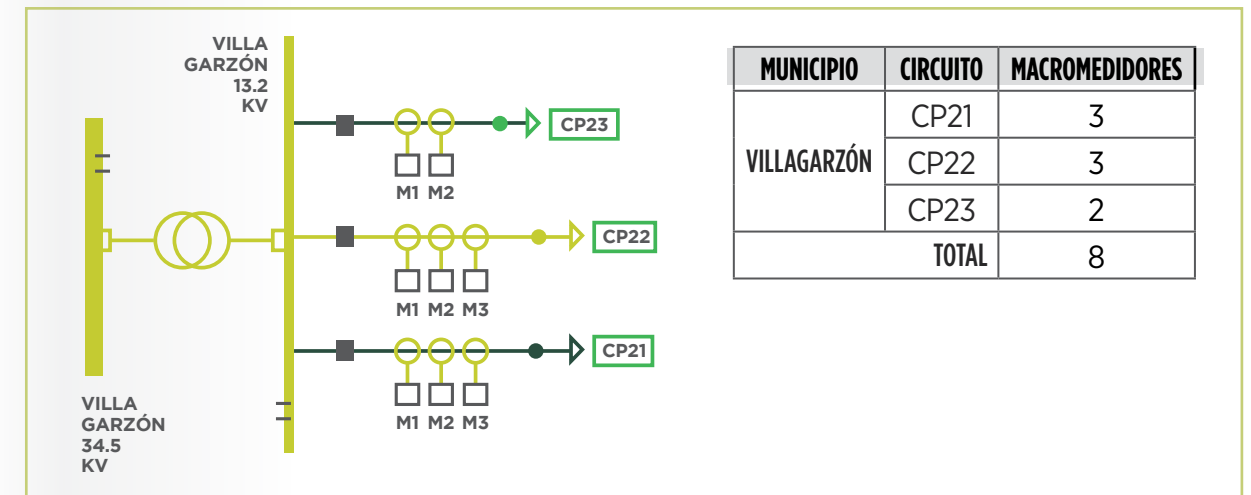 VILLA
GARZÓN
13.2
KV
CP23
M1 M2
CP22
M1 M2 M3
CP21
M1 M2 M3
VILLA
GARZÓN
34.5
KV
MUNICIPIO CIRCUITO MACROMEDIDORES
VILLAGARZÓN
CP21 3
CP22 3
CP23 2
TOTAL 8